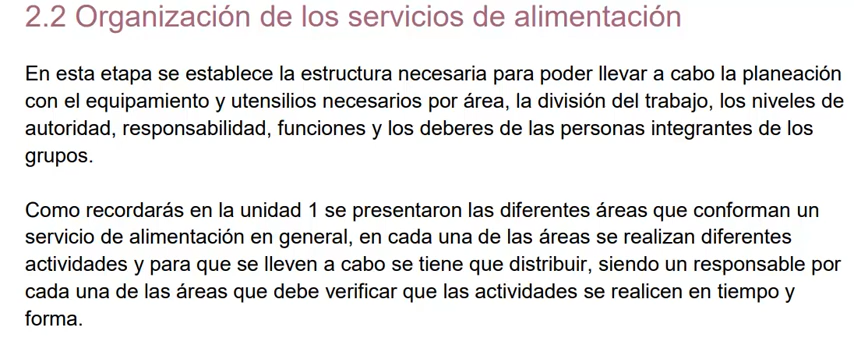 2.2 Organización de los servicios de alimentación
En esta etapa se establece la estructura necesaria para poder llevar a cabo la planeación
con el equipamiento y utensilios necesarios por área, la división del trabajo, los niveles de
autoridad, responsabilidad, funciones y los deberes de las personas integrantes de los
grupos.
Como recordarás en la unidad 1 se presentaron las diferentes áreas que conforman un
servicio de alimentación en general, en cada una de las áreas se realizan diferentes
actividades y para que se lleven a cabo se tiene que distribuir, siendo un responsable por
cada una de las áreas que debe verificar que las actividades se realicen en tiempo y
forma.